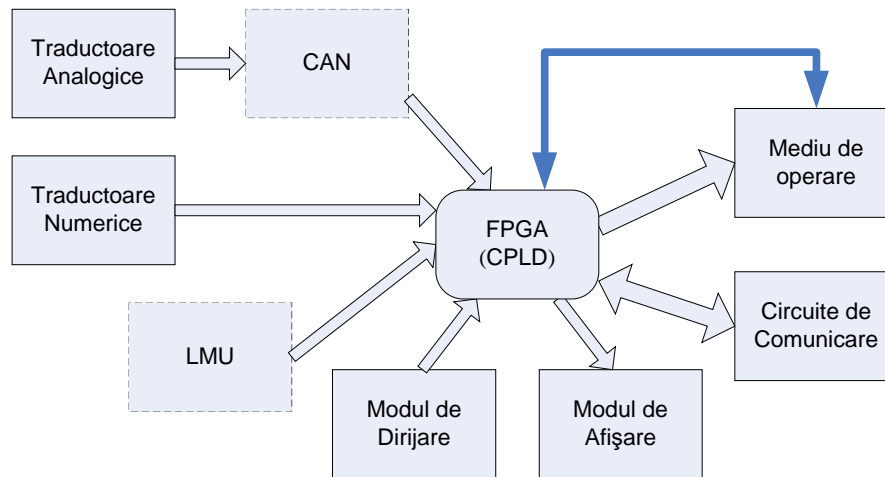 Traductoare
Analogice
CAN
Mediu de
operare
Traductoare
Numerice
FPGA
(CPLD)
Circuite de
Comunicare
LMU
Modul de
Dirijare
Modul de
Afişare